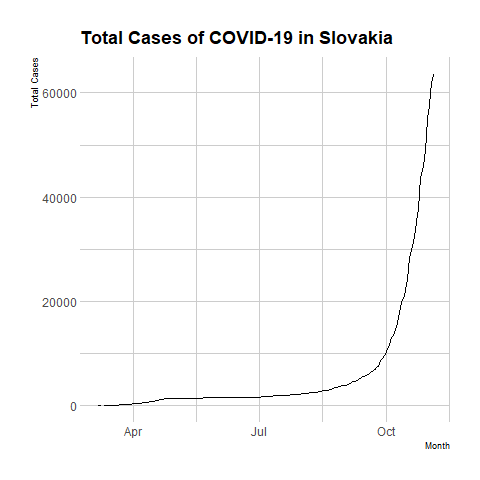 Total Cases of COVID-19 in Slovakia
Total Cases
60000
40000
20000
0
Apr
Jul
Oct
Month